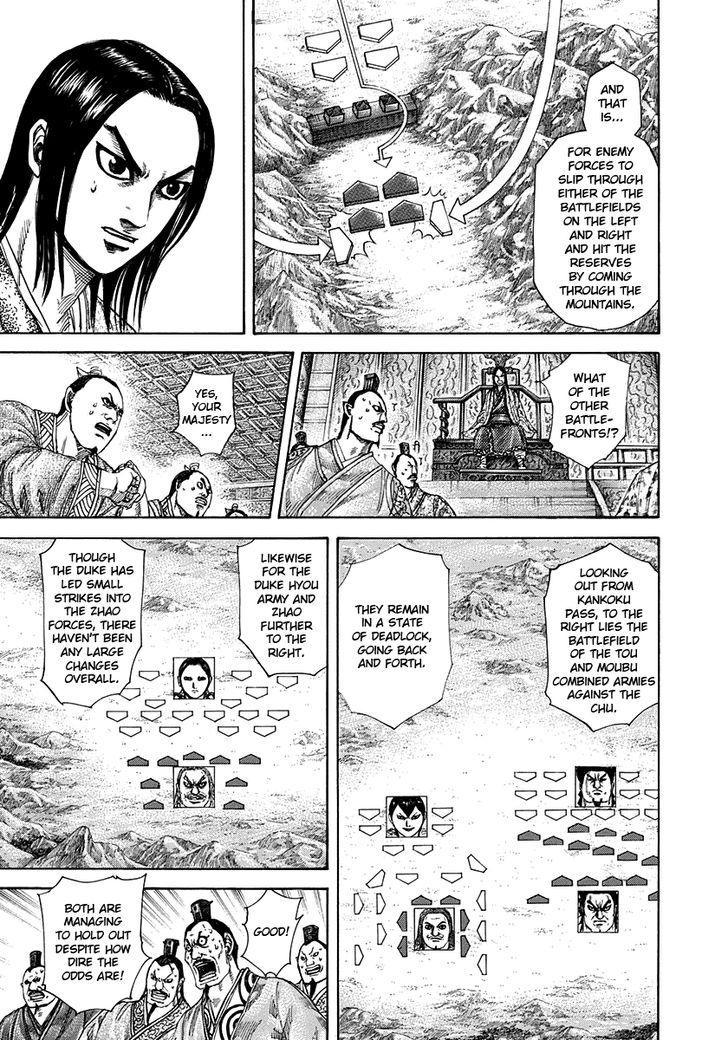 AND
THAT
IS...
FOR ENEMY
FORCES TO
SLIP THROUGH
EITHER OF THE
BATTLEFIELDS
ON THE LEFT
AND RIGHT
AND HIT THE
RESERVES
BY COMING
THROUGH THE
MOUNTAINS.
WHAT OF
THE
OTHER
BATTLE-
FRONTS!?
YES,
YOUR
MAJESTY
...
LOOKING
OUT FROM
KANKOKU
PASS, TO THE
RIGHT LIES THE
BATTLEFIELD
OF THE TOU
AND MOUBU
COMBINED ARMIES
AGAINST THE
CHU.
THEY REMAIN
IN A STATE
OF DEADLOCK,
GOING BACK
AND FORTH.
LIKEWISE
FOR THE
DUKE HYOU
ARMY AND
ZHAO
FURTHER
TO THE
RIGHT.
THOUGH
THE DUKE HAS
LED SMALL
STRIKES INTO
THE ZHAO
FORCES, THERE
HAVEN'T BEEN
ANY LARGE
CHANGES
OVERALL.
GOOD!
BOTH ARE
MANAGING
TO HOLD OUT
DESPITE HOW
DIRE THE
ODDS ARE!